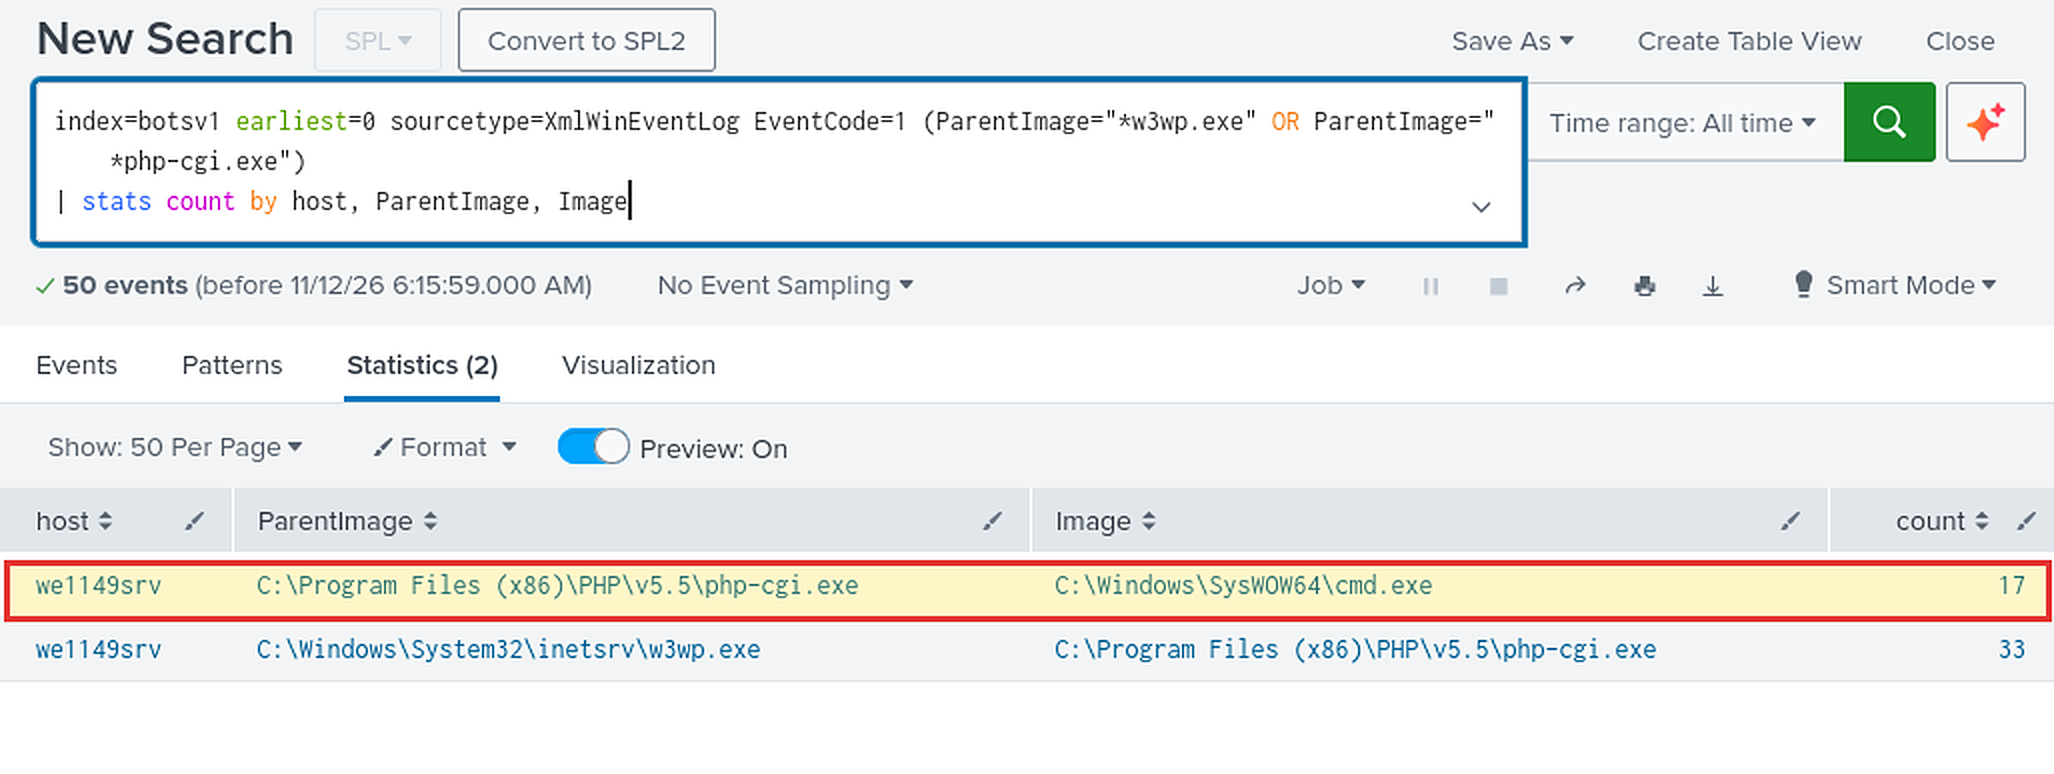 New Search SPL Convert to SPL2 Save As Create Table View Close
index=botsv1 earliest=0 sourcetype=XmlWinEventLog EventCode=1 (ParentImage="*w3wp.exe" OR ParentImage="
*php-cgi.exe")
| stats count by host, ParentImage, Image
Time range: All time
50 events (before 11/12/26 6:15:59.000 AM) No Event Sampling Job Smart Mode
Events Patterns Statistics (2) Visualization
Show: 50 Per Page Format Preview: On
host ParentImage Image count
we1149srv C:\Program Files (x86)\PHP\v5.5\php-cgi.exe C:\Windows\SysWOW64\cmd.exe 17
we1149srv C:\Windows\System32\inetsrv\w3wp.exe C:\Program Files (x86)\PHP\v5.5\php-cgi.exe 33